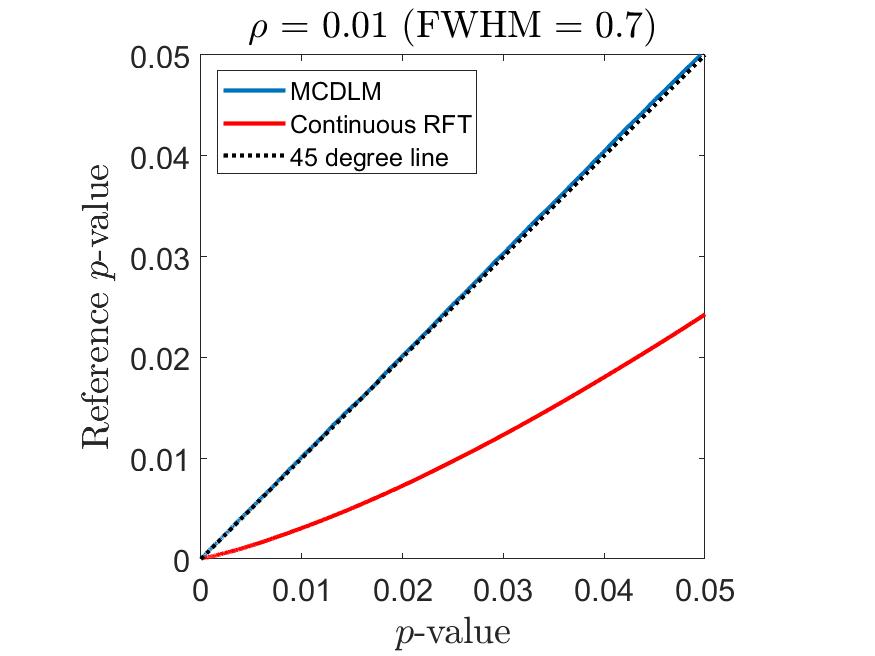 ρ = 0.01 (FWHM = 0.7)
0.05
0.04
0.03
0.02
0.01
0
Reference p-value
MCDLM
Continuous RFT
45 degree line
0 0.01 0.02 0.03 0.04 0.05
p-value